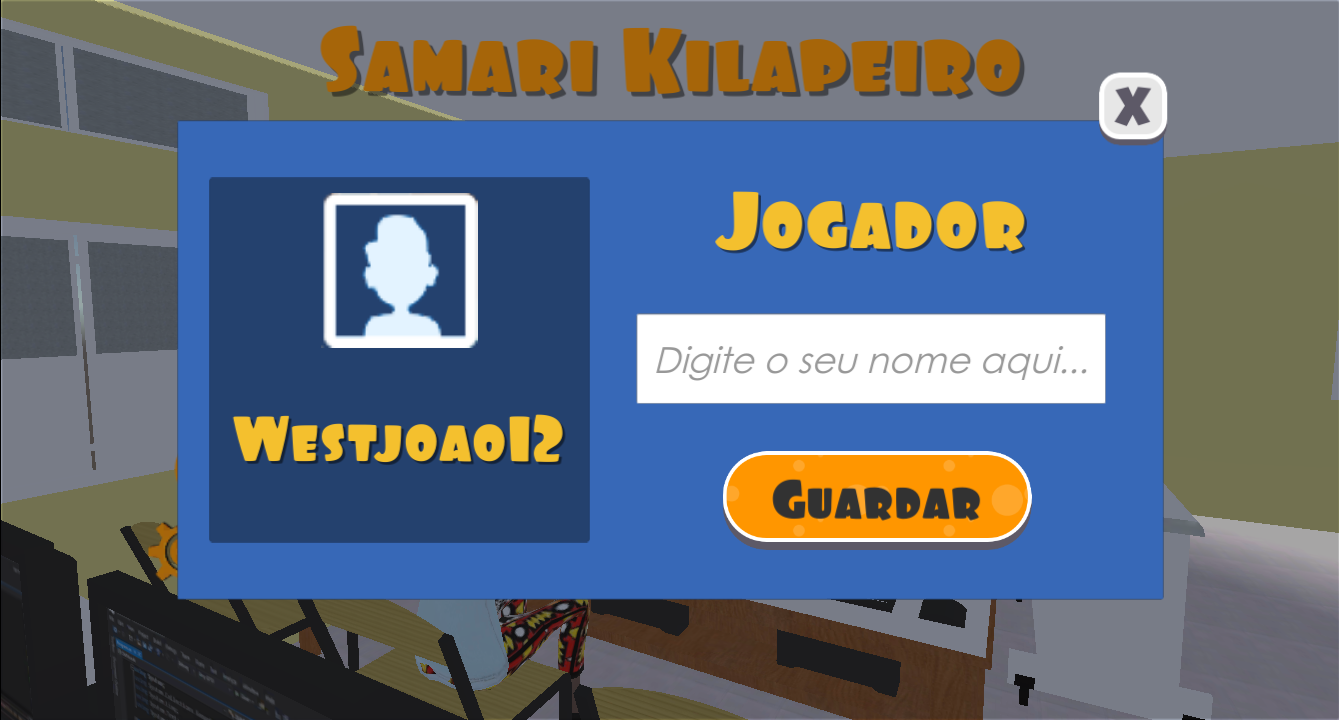 Samari Kilapeiro
X
Jogador
Digite o seu nome aqui...
Westjoao12
Guardar